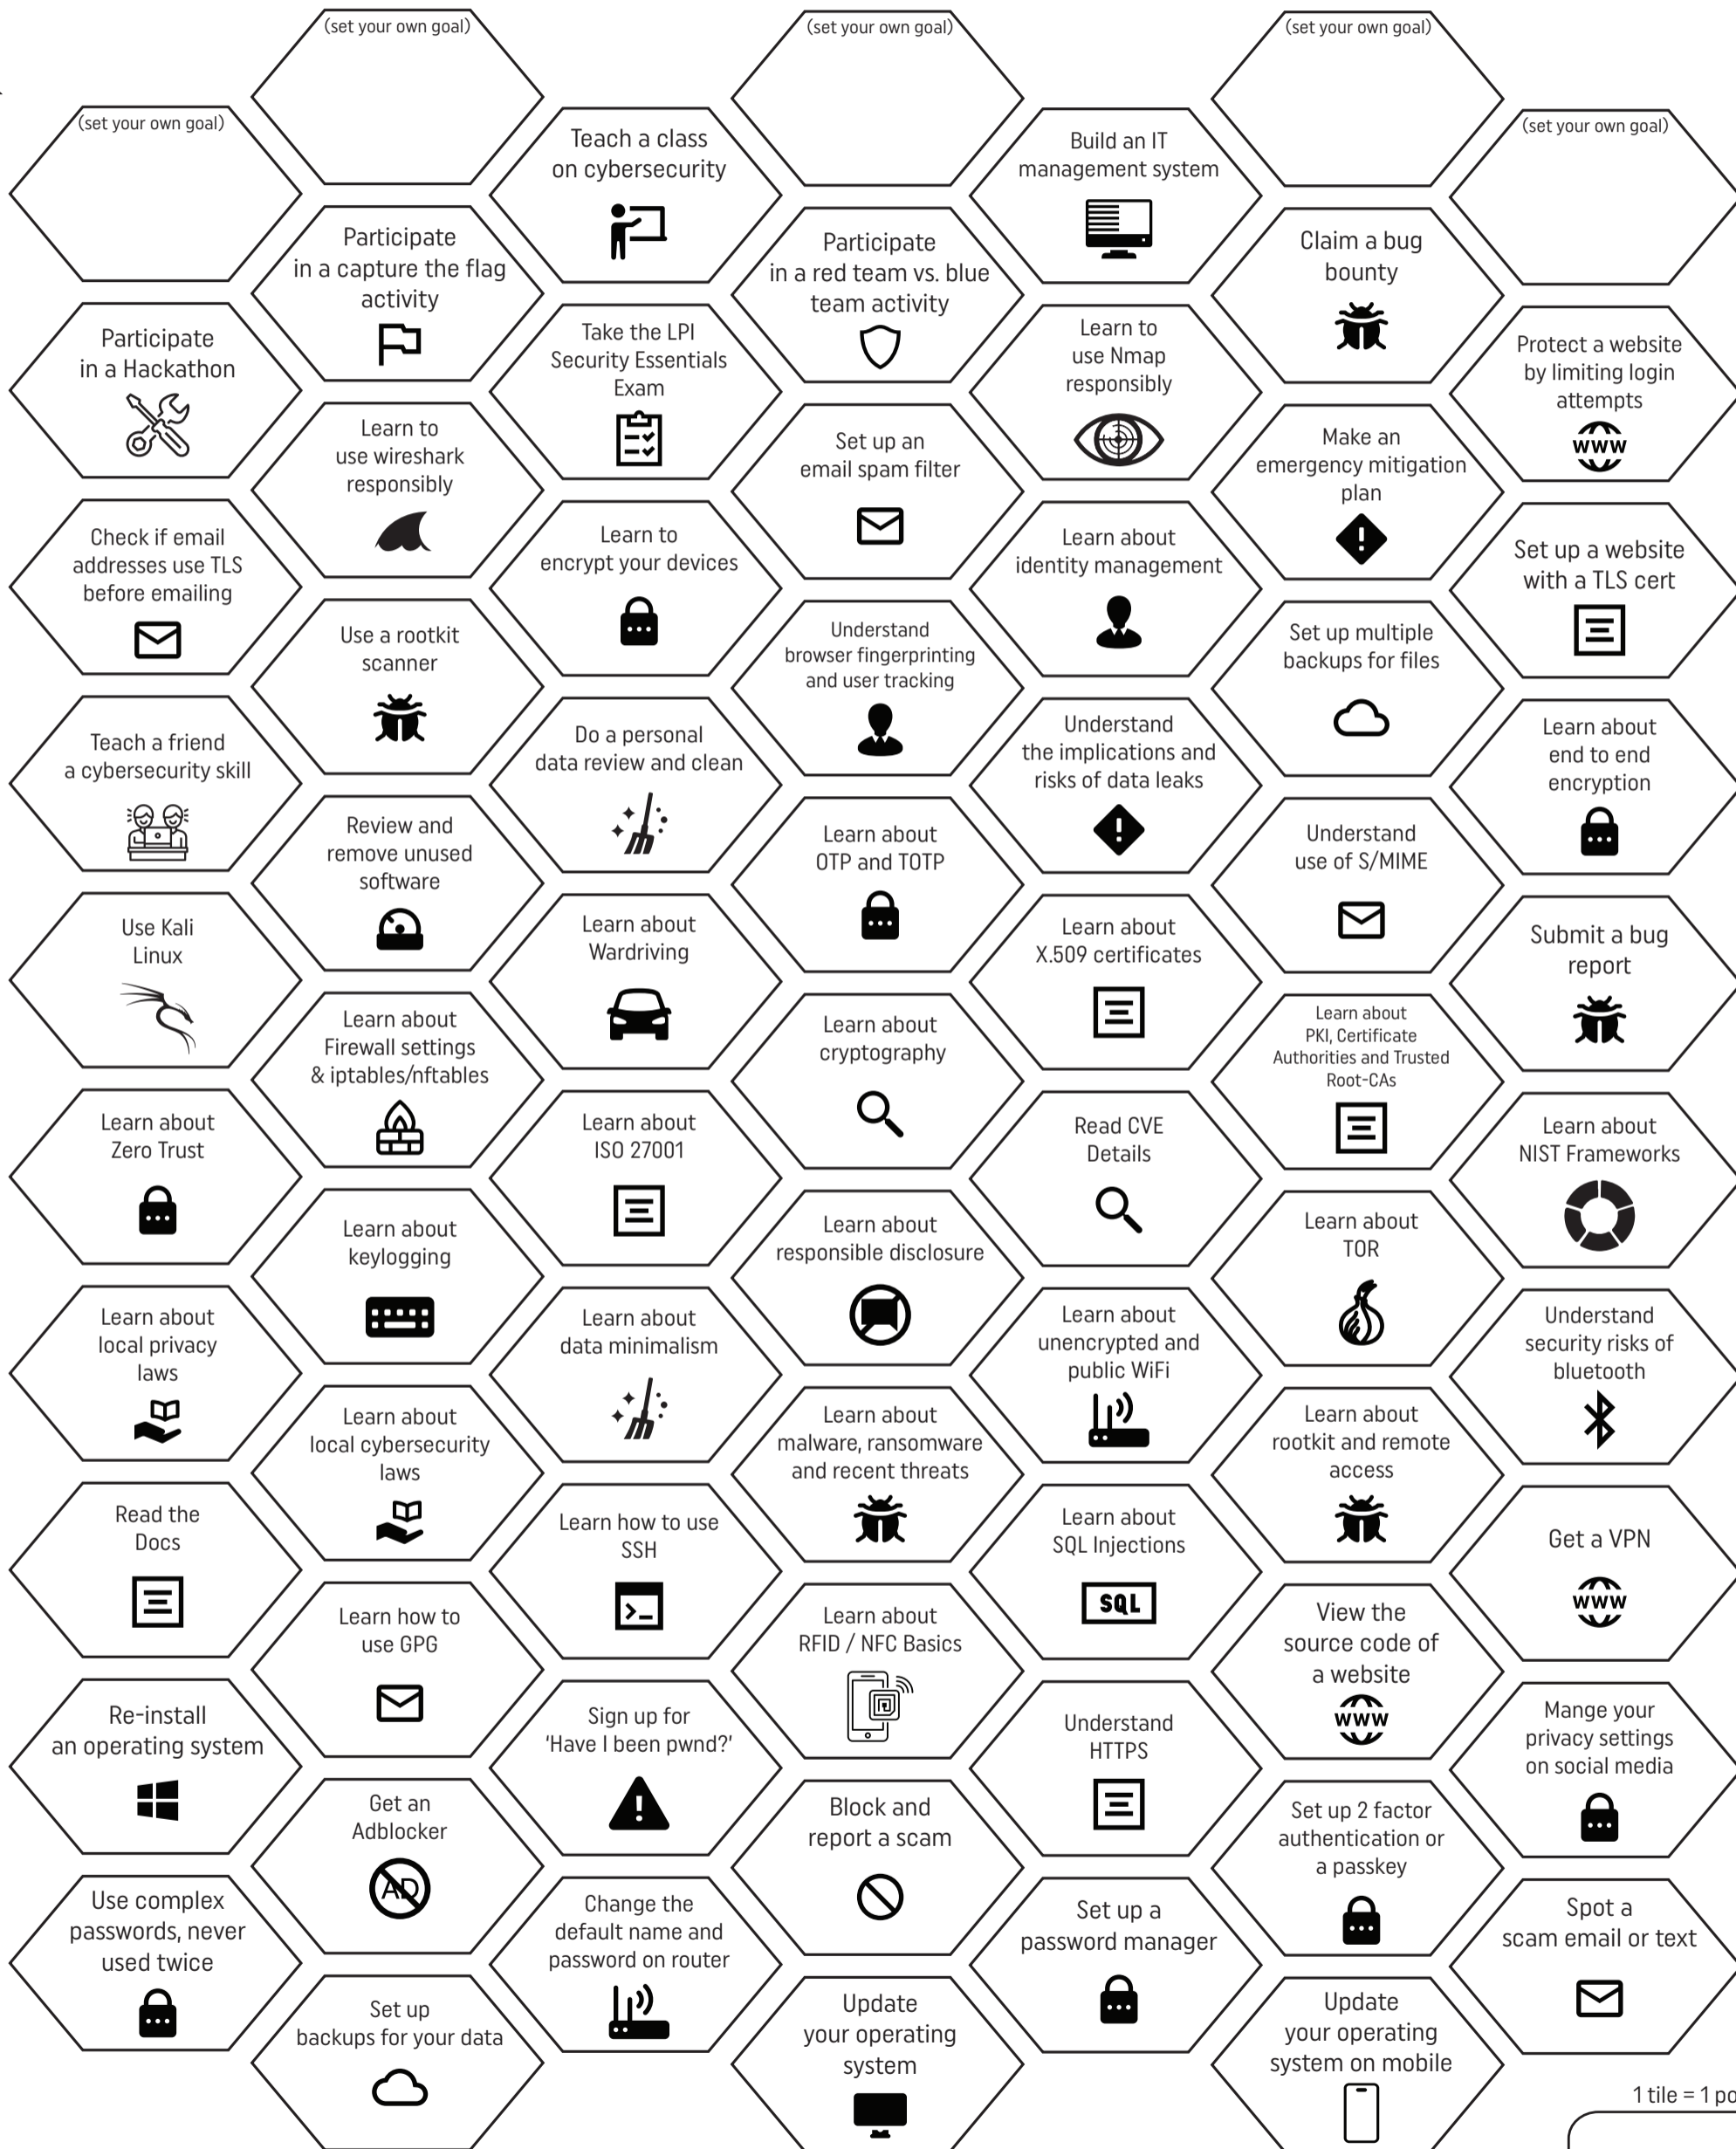 (set your own goal)
(set your own goal)
(set your own goal)
(set your own goal)
Teach a class
on cybersecurity
Build an IT
management system
(set your own goal)
Participate
in a capture the flag
activity
Participate
in a red team vs. blue
team activity
Claim a bug
bounty
Participate
in a Hackathon
Take the LPI
Security Essentials
Exam
Learn to
use Nmap
responsibly
Protect a website
by limiting login
attempts
www
Learn to
use wireshark
responsibly
Set up an
email spam filter
Make an
emergency mitigation
plan
Check if email
addresses use TLS
before emailing
Learn to
encrypt your devices
Learn about
identity management
Set up a website
with a TLS cert
Use a rootkit
scanner
Understand
browser fingerprinting
and user tracking
Set up multiple
backups for files
Teach a friend
a cybersecurity skill
Do a personal
data review and clean
Understand
the implications and
risks of data leaks
Learn about
end to end
encryption
Review and
remove unused
software
Learn about
OTP and TOTP
Understand
use of S/MIME
Use Kali
Linux
Learn about
Wardriving
Learn about
X.509 certificates
Submit a bug
report
Learn about
Firewall settings
& iptables/nftables
Learn about
cryptography
Learn about
PKI, Certificate
Authorities and Trusted
Root-CAs
Learn about
Zero Trust
Learn about
ISO 27001
Read CVE
Details
Learn about
NIST Frameworks
Learn about
keylogging
Learn about
responsible disclosure
Learn about
TOR
Learn about
local privacy
laws
Learn about
data minimalism
Learn about
unencrypted and
public WiFi
Understand
security risks of
bluetooth
Learn about
local cybersecurity
laws
Learn about
malware, ransomware
and recent threats
Learn about
rootkit and remote
access
Read the
Docs
Learn how to use
SSH
Learn about
SQL Injections
SQL
Get a VPN
www
Learn how to
use GPG
Learn about
RFID / NFC Basics
View the
source code of
a website
www
Re-install
an operating system
Sign up for
'Have I been pwnd?'
Understand
HTTPS
Mange your
privacy settings
on social media
Get an
Adblocker
AD
Block and
report a scam
Set up 2 factor
authentication or
a passkey
Use complex
passwords, never
used twice
Change the
default name and
password on router
Set up a
password manager
Spot a
scam email or text
Set up
backups for your data
Update
your operating
system
Update
your operating
system on mobile
1 tile = 1 po